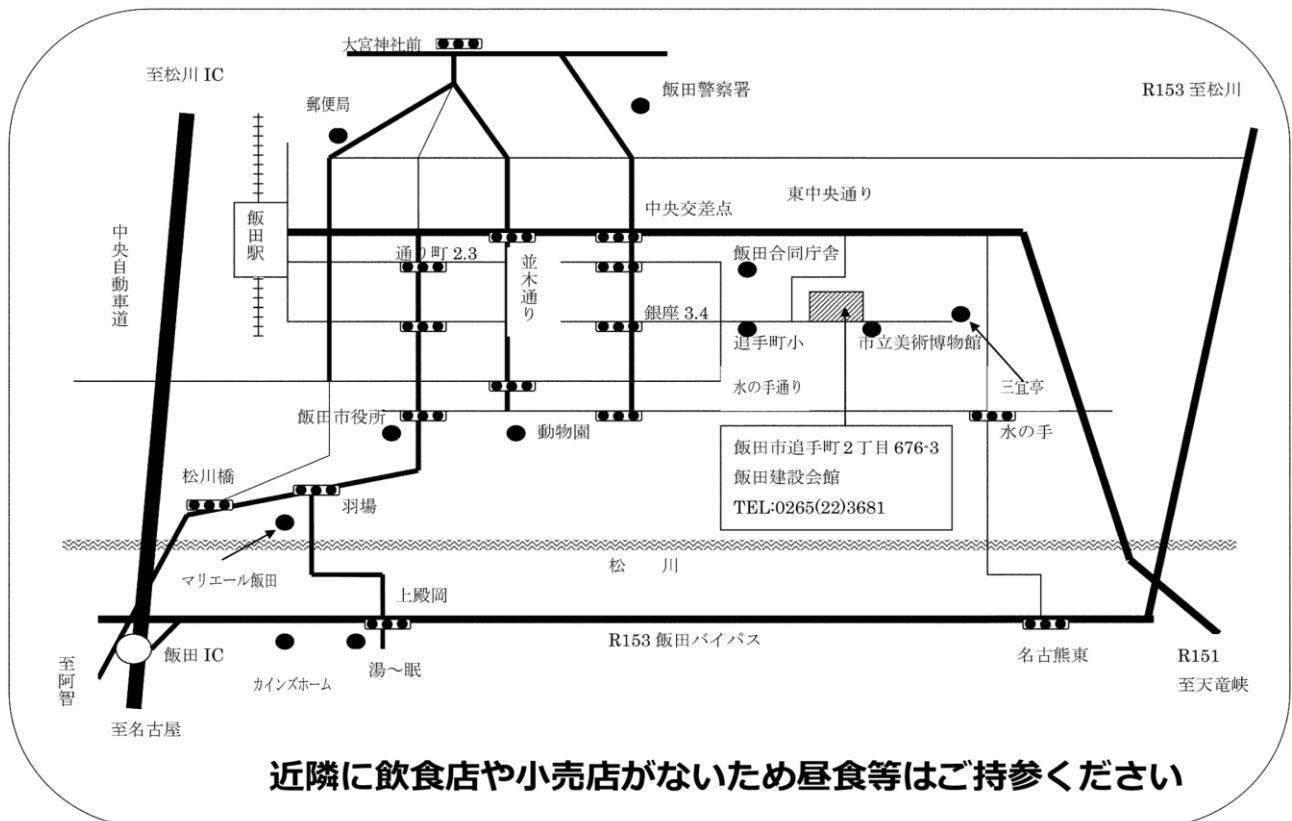 大宮神社前
至松川 IC
飯田警察署
R153 至松川
郵便局
東中央通り
中央交差点
飯田駅
中央自動車道
通り町 2.3
並木通り
飯田合同庁舎
銀座 3.4
追手町小
市立美術博物館
水の手通り
三宜亭
飯田市役所
動物園
水の手
飯田市追手町２丁目 676-3
飯田建設会館
TEL:0265(22)3681
松川橋
羽場
松　川
マリエール飯田
上殿岡
R153 飯田バイパス
飯田 IC
名古熊東
R151
至天竜峡
至阿智
カインズホーム
湯～眠
至名古屋
近隣に飲食店や小売店がないため昼食等はご持参ください